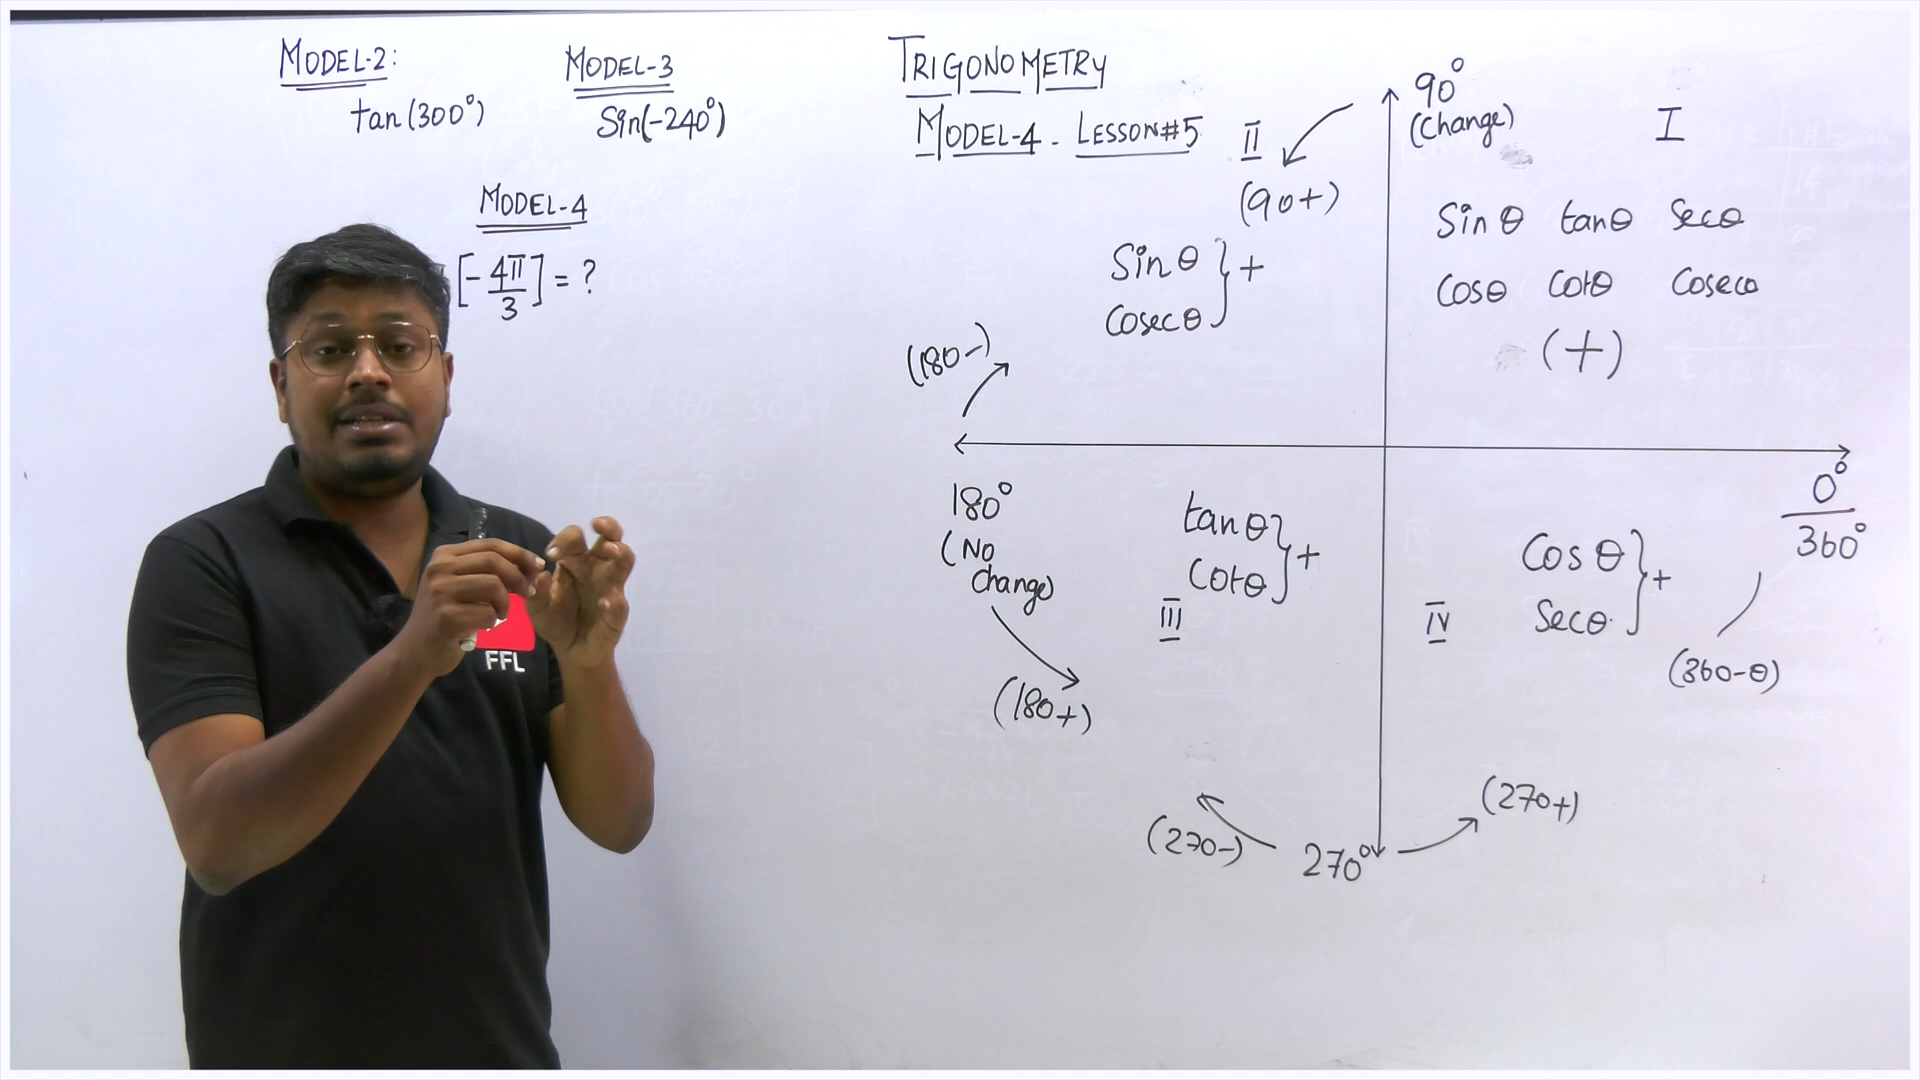 MODEL-2:
tan(300°)
MODEL-3
Sin(-240°)
MODEL-4
[-4π/3] = ?
TRIGONOMETRY
MODEL-4 - LESSON#5
II
(90+)
Sinθ
Cosecθ } +
(180-)
90°
(Change)
I
Sinθ tanθ Secθ
Cosθ Cotθ Cosecθ
(+)
180°
(No
Change)
(180+)
tanθ
Cotθ } +
III
(270-)
270°
(270+)
IV
Cosθ
Secθ } +
0°
360°
(360-θ)
FFL